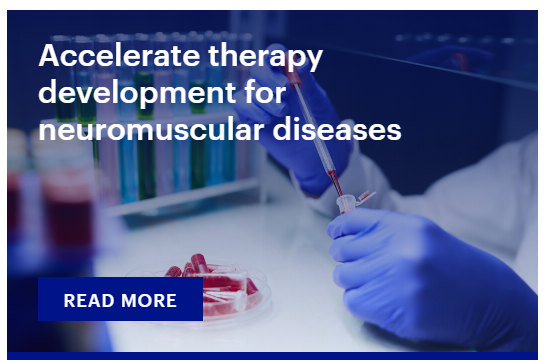 Accelerate therapy
development for
neuromuscular diseases
READ MORE